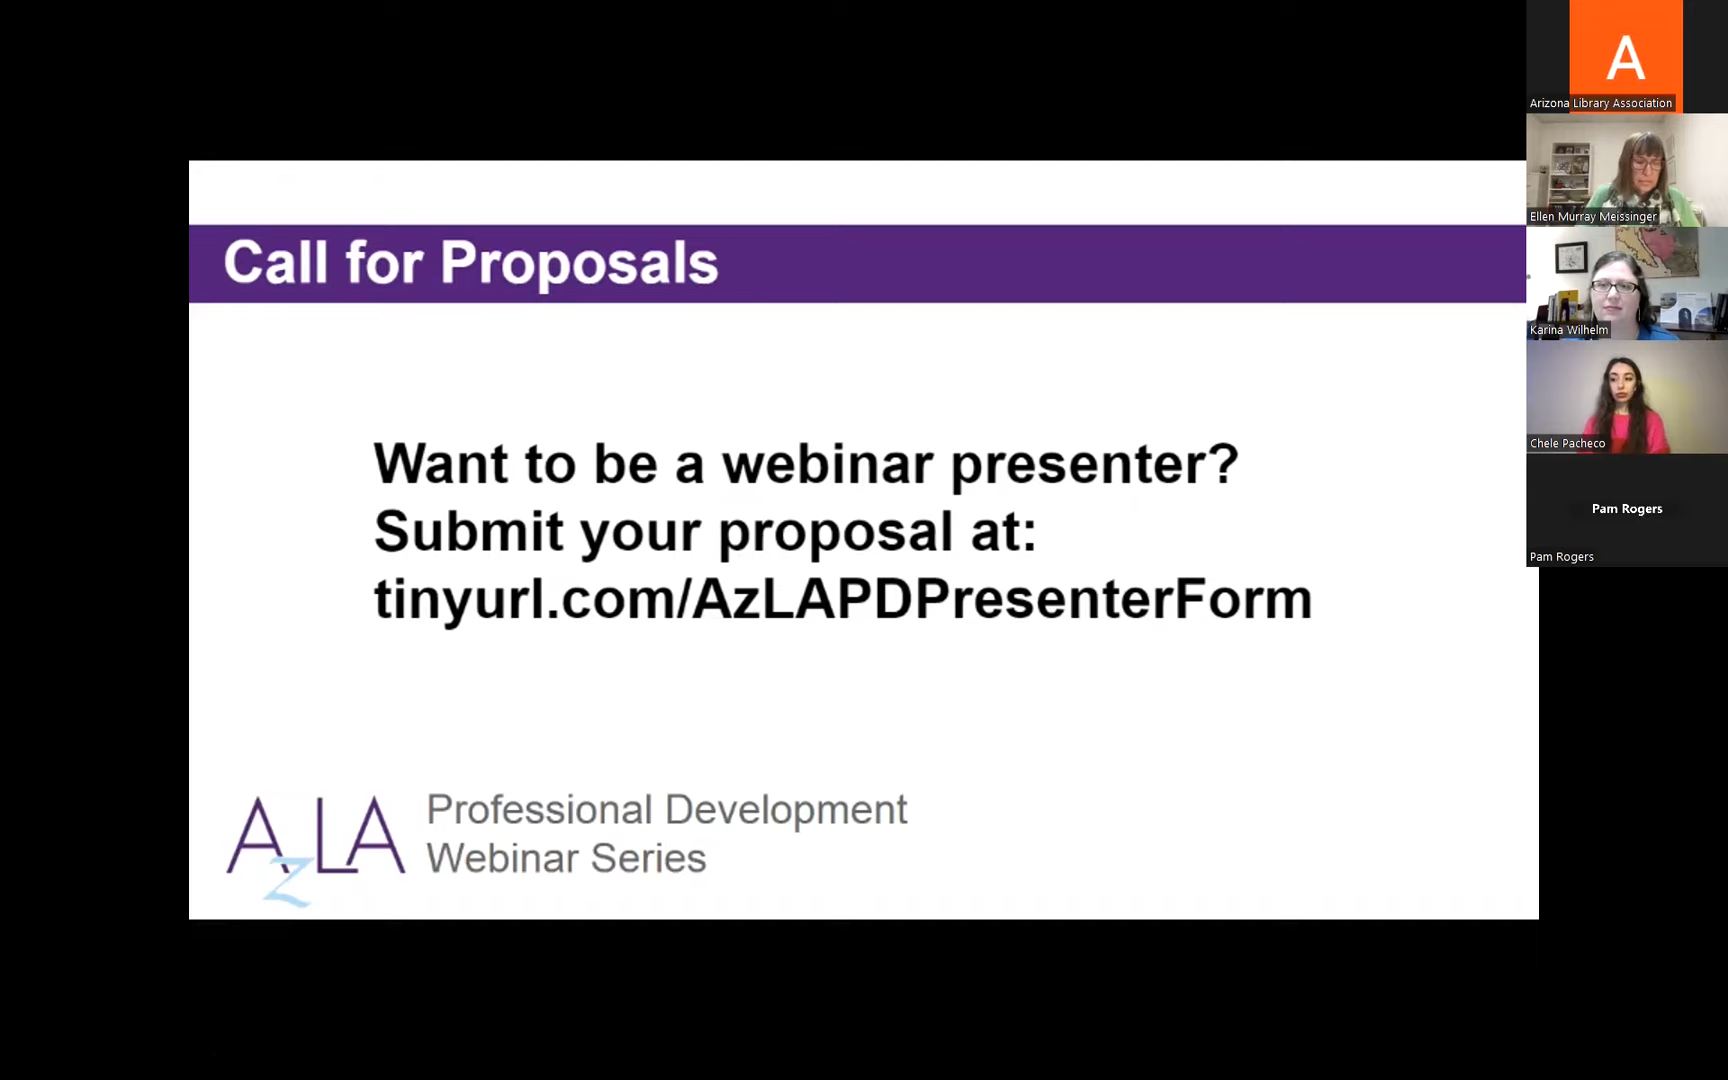 Call for Proposals
Want to be a webinar presenter?
Submit your proposal at:
tinyurl.com/AzLAPDPresenterForm
AzLA
Professional Development
Webinar Series
A
Arizona Library Association
Ellen Murray Meissinger
Karina Wilhelm
Chele Pacheco
Pam Rogers
Pam Rogers